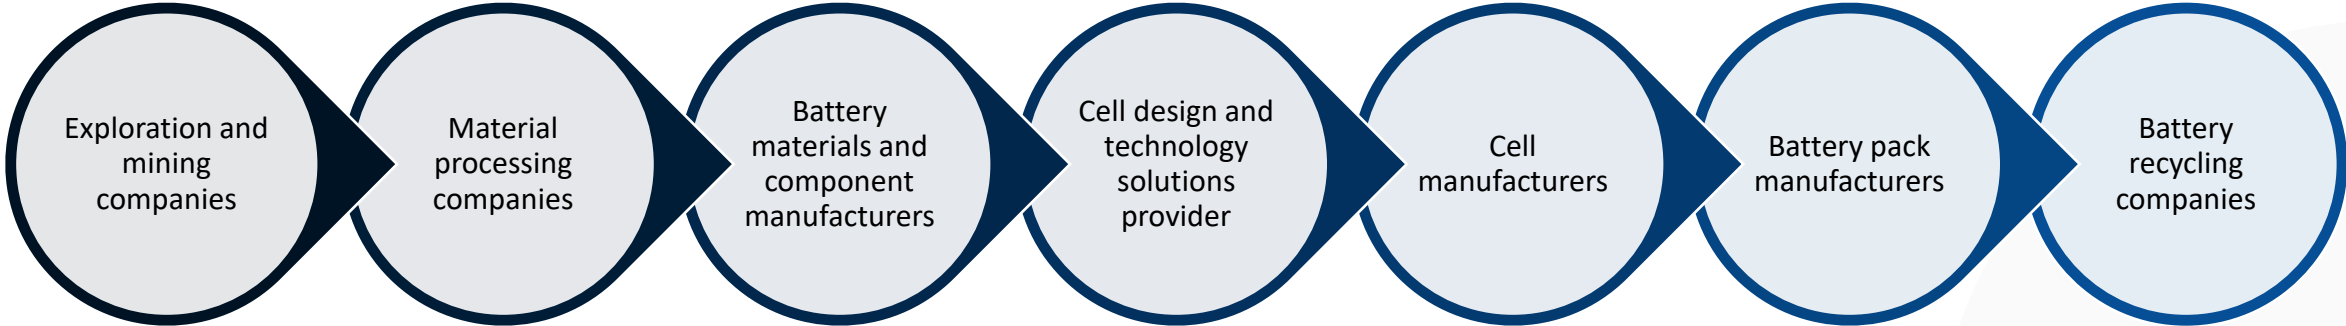 Exploration and
mining
companies
Material
processing
companies
Battery
materials and
component
manufacturers
Cell design and
technology
solutions
provider
Cell
manufacturers
Battery pack
manufacturers
Battery
recycling
companies